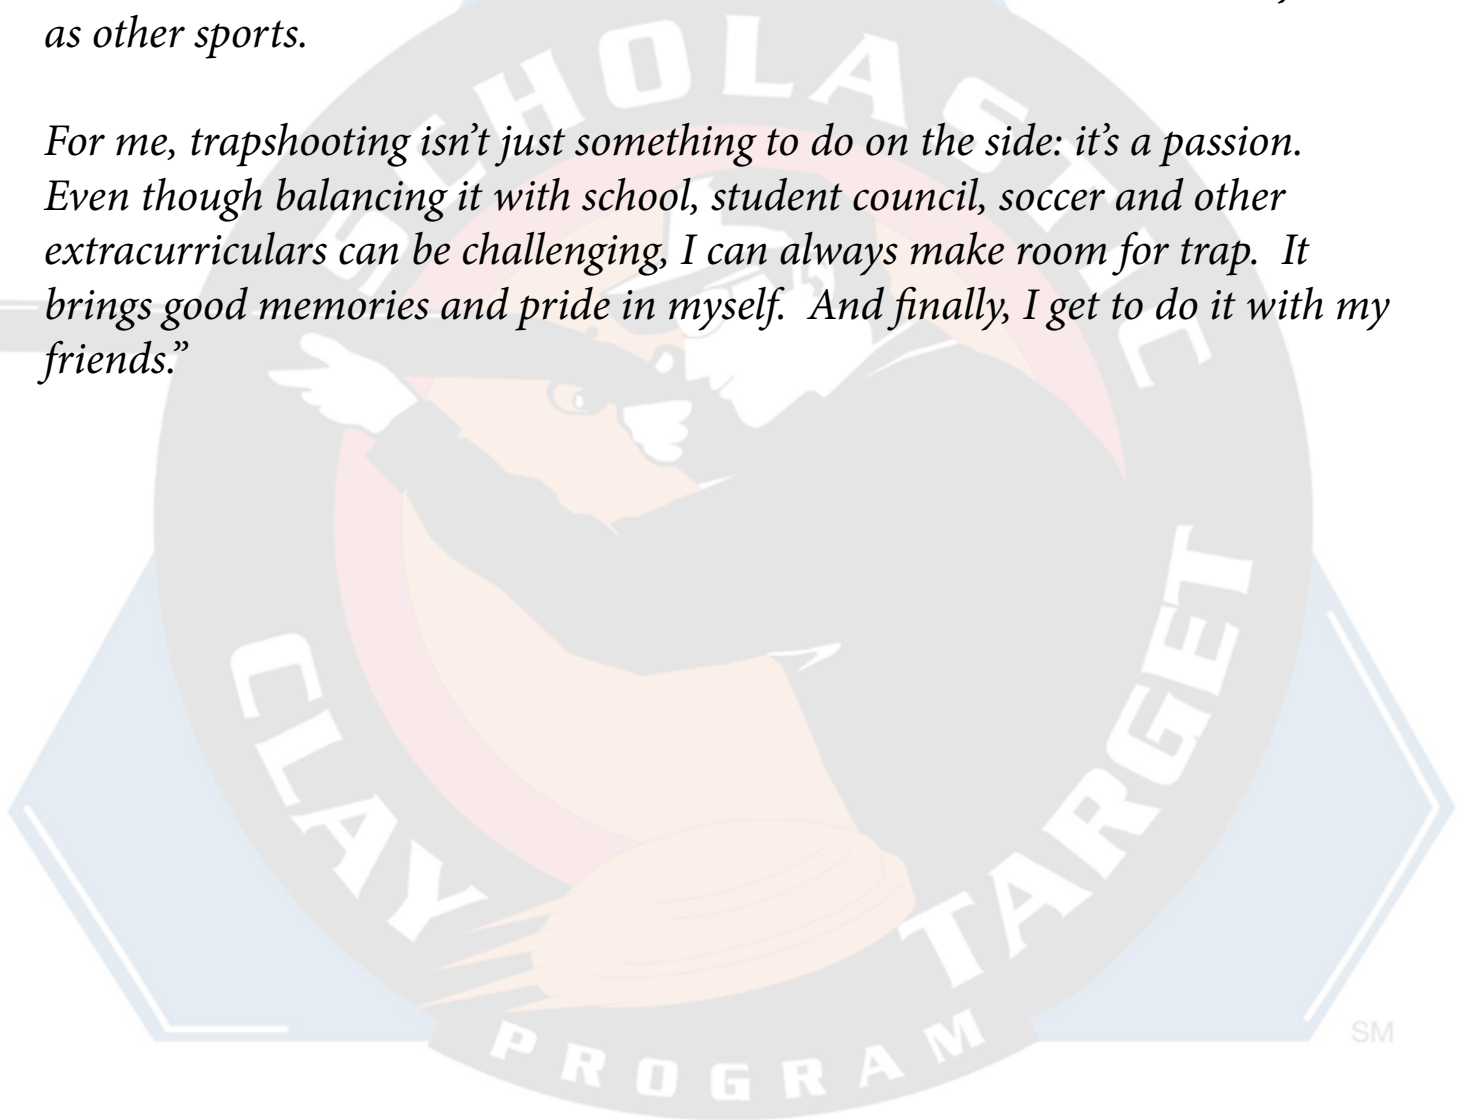 as other sports.
For me, trapshooting isn’t just something to do on the side: it’s a passion.
Even though balancing it with school, student council, soccer and other
extracurriculars can be challenging, I can always make room for trap.  It
brings good memories and pride in myself.  And finally, I get to do it with my
friends.”
SCHOLASTIC
CLAY
TARGET
PROGRAM
SM